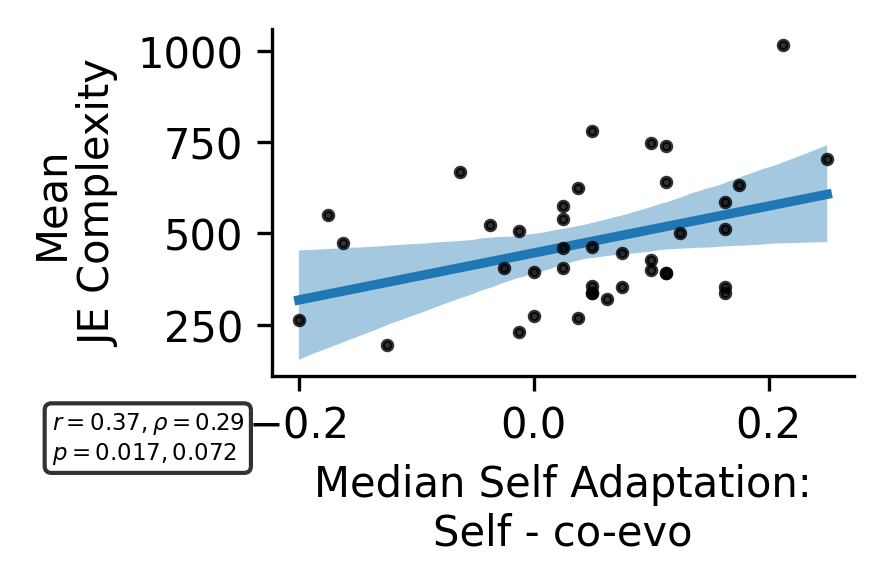 Mean
JE Complexity
1000
750
500
250
−0.2
0.0
0.2
r = 0.37, ρ = 0.29
p = 0.017, 0.072
Median Self Adaptation:
Self - co-evo